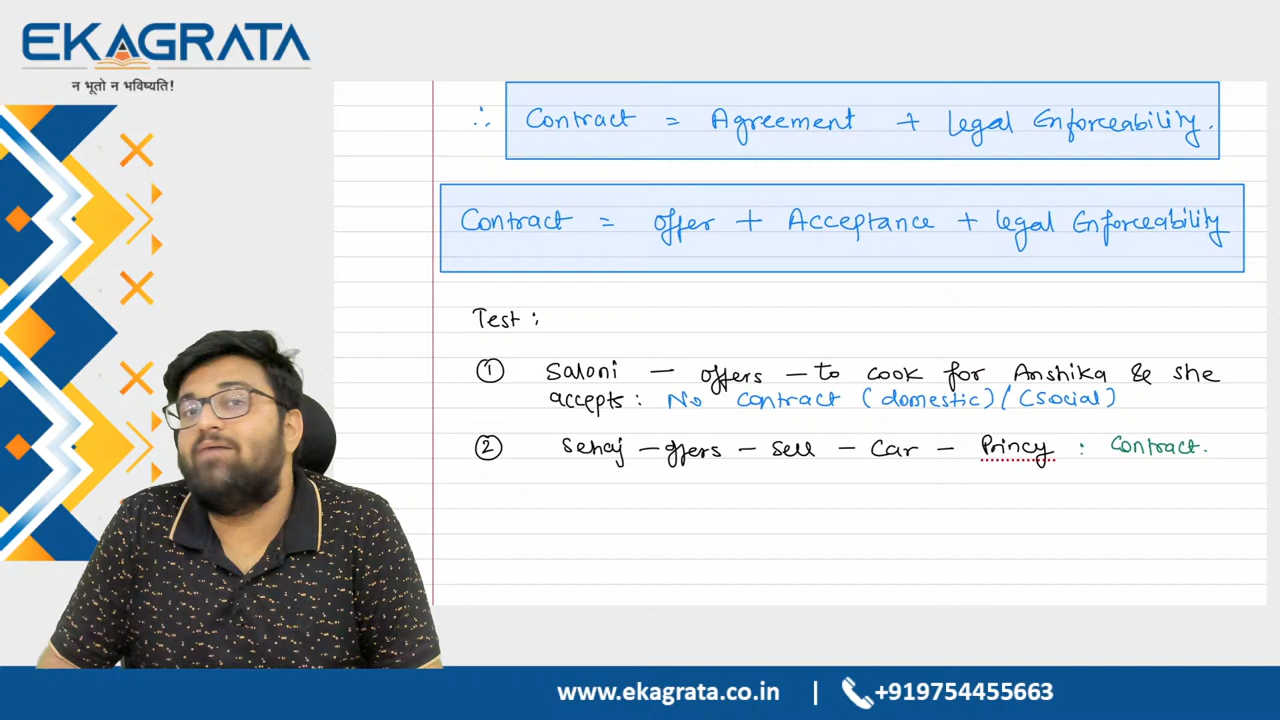 EKAGRATA
न भूतो न भविष्यति!
∴ Contract = Agreement + Legal Enforceability.
Contract = offer + Acceptance + legal Enforceability
Test :
① Saloni – offers – to cook for Anshika & she
accepts : No contract (domestic) / (social)
② Sehaj – offers – Sell – Car – Princy : Contract.
www.ekagrata.co.in | +919754455663